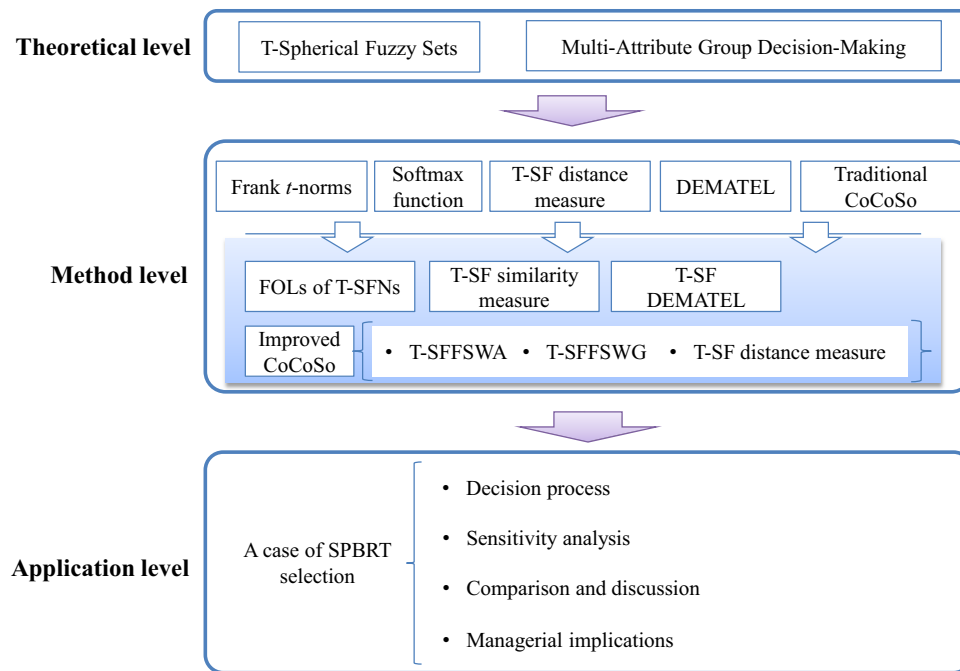 Theoretical level
T-Spherical Fuzzy Sets
Multi-Attribute Group Decision-Making
Method level
Frank t-norms
Softmax
function
T-SF distance
measure
DEMATEL
Traditional
CoCoSo
FOLs of T-SFNs
T-SF similarity
measure
T-SF
DEMATEL
Improved
CoCoSo
• T-SFFSWA • T-SFFSWG • T-SF distance measure
Application level
A case of SPBRT
selection
• Decision process
• Sensitivity analysis
• Comparison and discussion
• Managerial implications